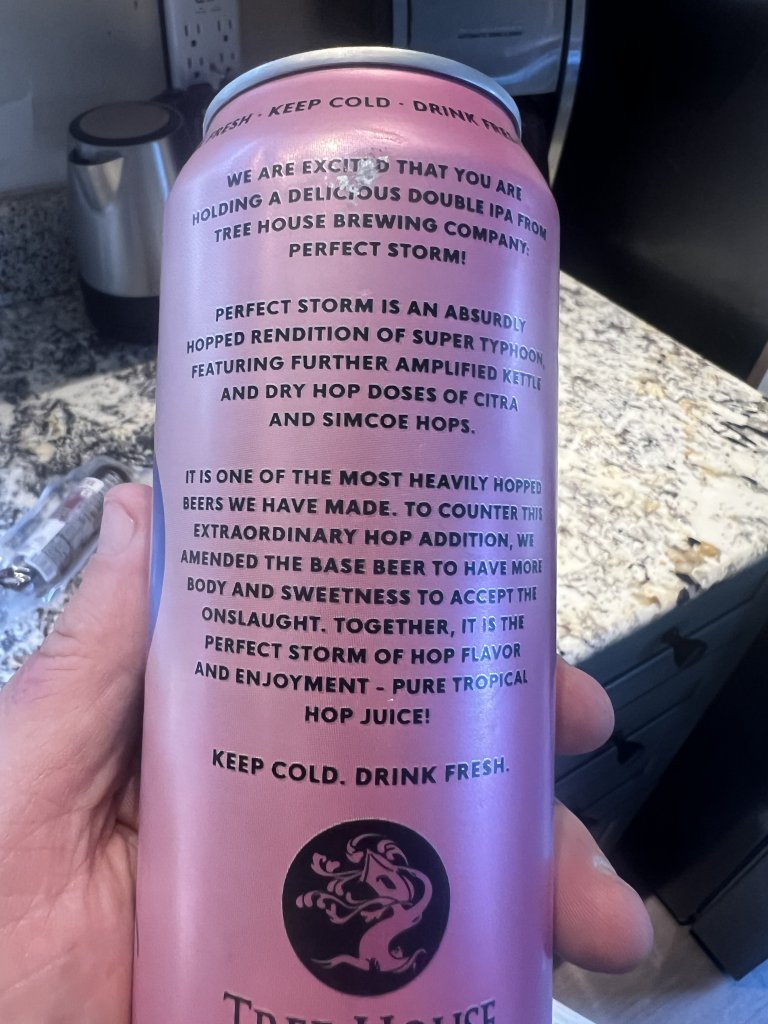 FRESH · KEEP COLD · DRINK FRE
WE ARE EXCITED THAT YOU ARE
HOLDING A DELICIOUS DOUBLE IPA FROM
TREE HOUSE BREWING COMPANY:
PERFECT STORM!
PERFECT STORM IS AN ABSURDLY
HOPPED RENDITION OF SUPER TYPHOON,
FEATURING FURTHER AMPLIFIED KETTLE
AND DRY HOP DOSES OF CITRA
AND SIMCOE HOPS.
IT IS ONE OF THE MOST HEAVILY HOPPED
BEERS WE HAVE MADE. TO COUNTER THIS
EXTRAORDINARY HOP ADDITION, WE
AMENDED THE BASE BEER TO HAVE MORE
BODY AND SWEETNESS TO ACCEPT THE
ONSLAUGHT. TOGETHER, IT IS THE
PERFECT STORM OF HOP FLAVOR
AND ENJOYMENT - PURE TROPICAL
HOP JUICE!
KEEP COLD. DRINK FRESH.
TREE HOUSE